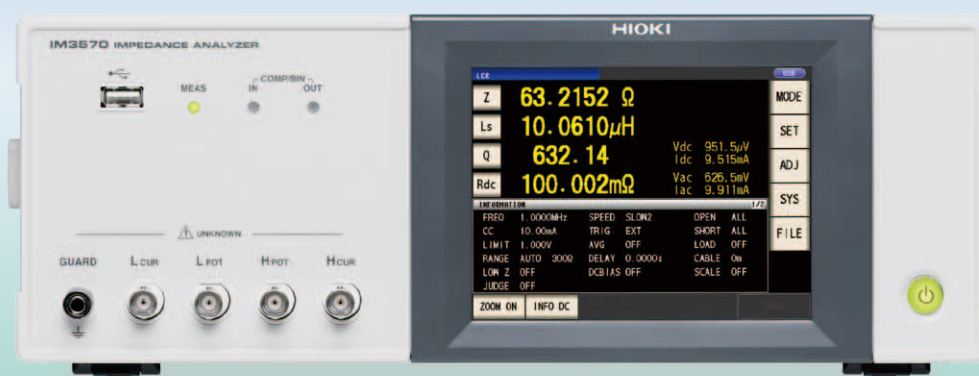 HIOKI
IM3570 IMPEDANCE ANALYZER
MEAS
COMP/BIN
IN OUT
UNKNOWN
GUARD LCUR LPOT HPOT HCUR
LCR USB
Z 63.2152 Ω
Ls 10.0610μH
Q 632.14
Rdc 100.002mΩ
Vdc 951.5μV
Idc 9.515mA
Vac 626.5mV
Iac 9.911mA
MODE
SET
ADJ
SYS
FILE
INFORMATION 1/2
FREQ 1.0000MHz SPEED SLOW2 OPEN ALL
CC 10.00mA TRIG EXT SHORT ALL
LIMIT 1.000V AVG OFF LOAD OFF
RANGE AUTO 300Ω DELAY 0.0000s CABLE 0m
LOW Z OFF DCBIAS OFF SCALE OFF
JUDGE OFF
ZOOM ON INFO DC